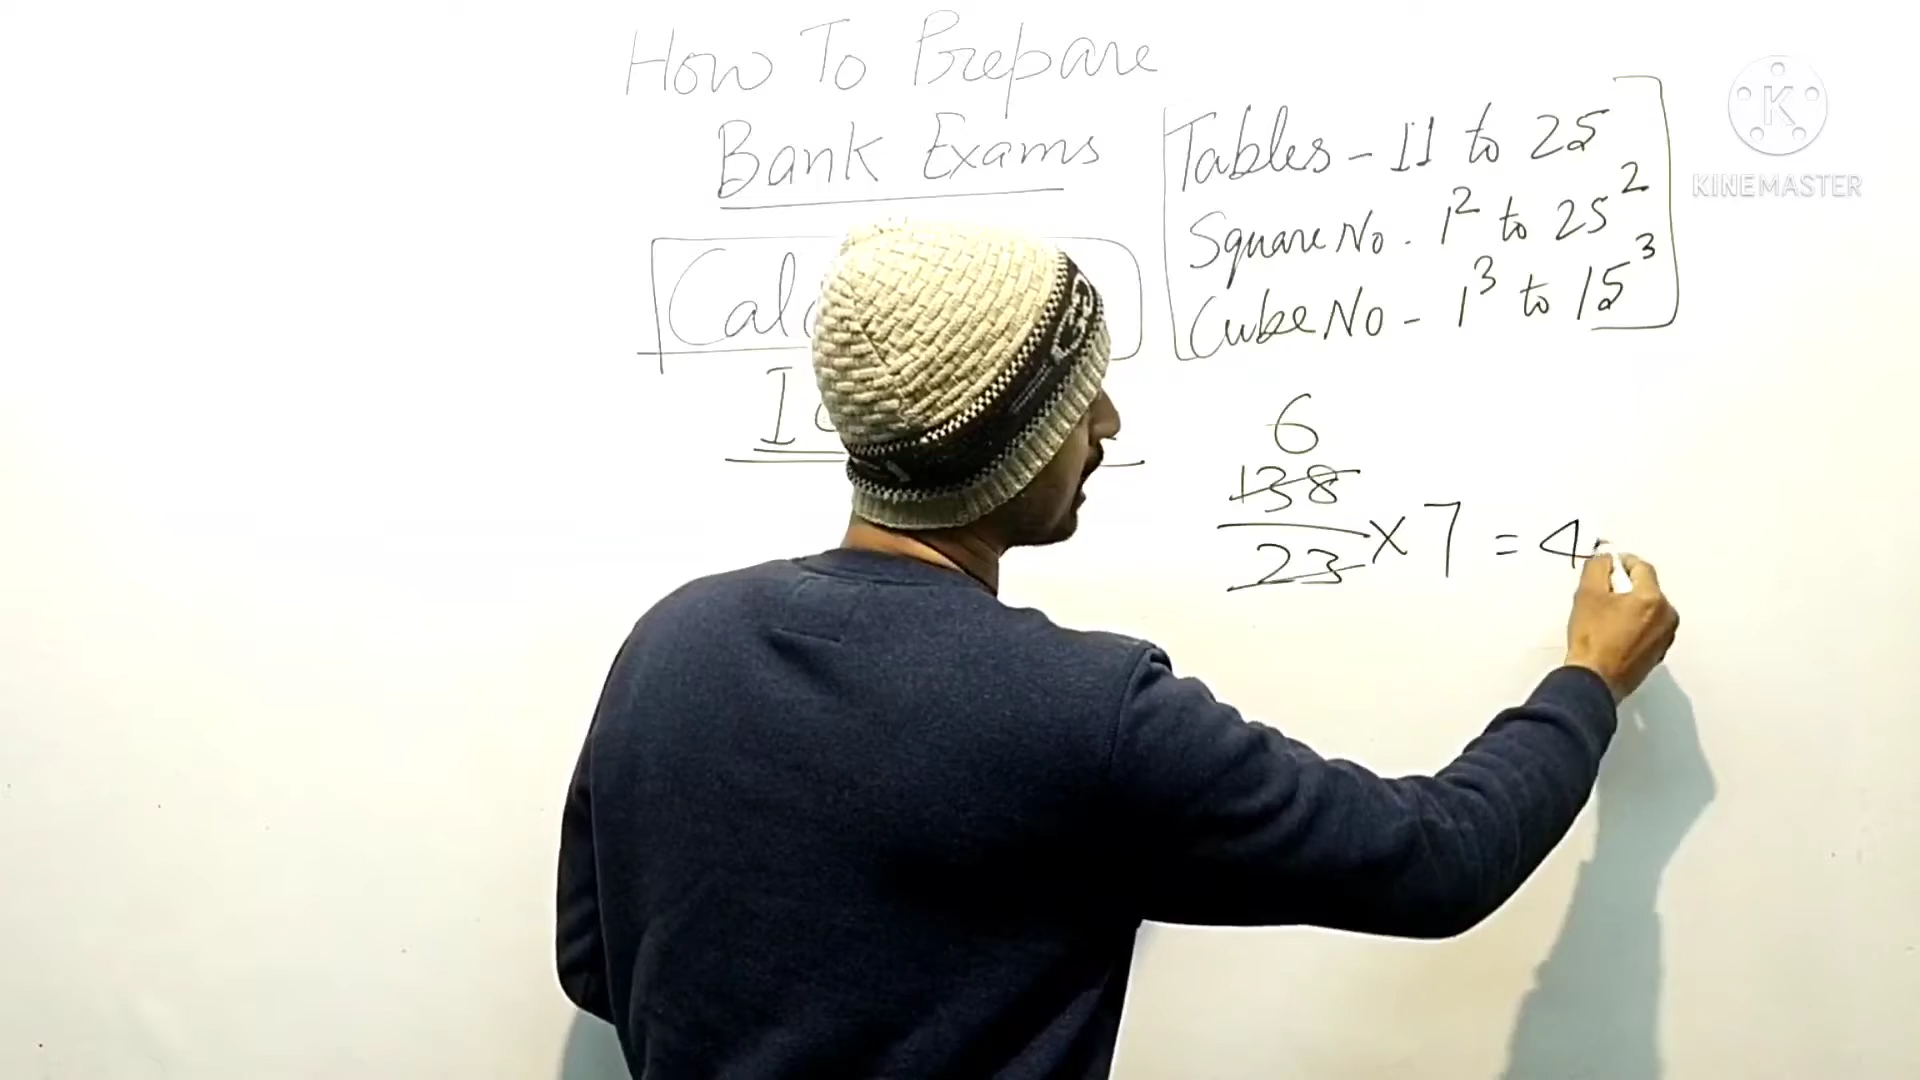 How To Prepare
Bank Exams
Tables - 11 to 25
Square No. 1² to 25²
Cube No - 1³ to 15³
6
138
23
× 7 = 4
K
KINEMASTER